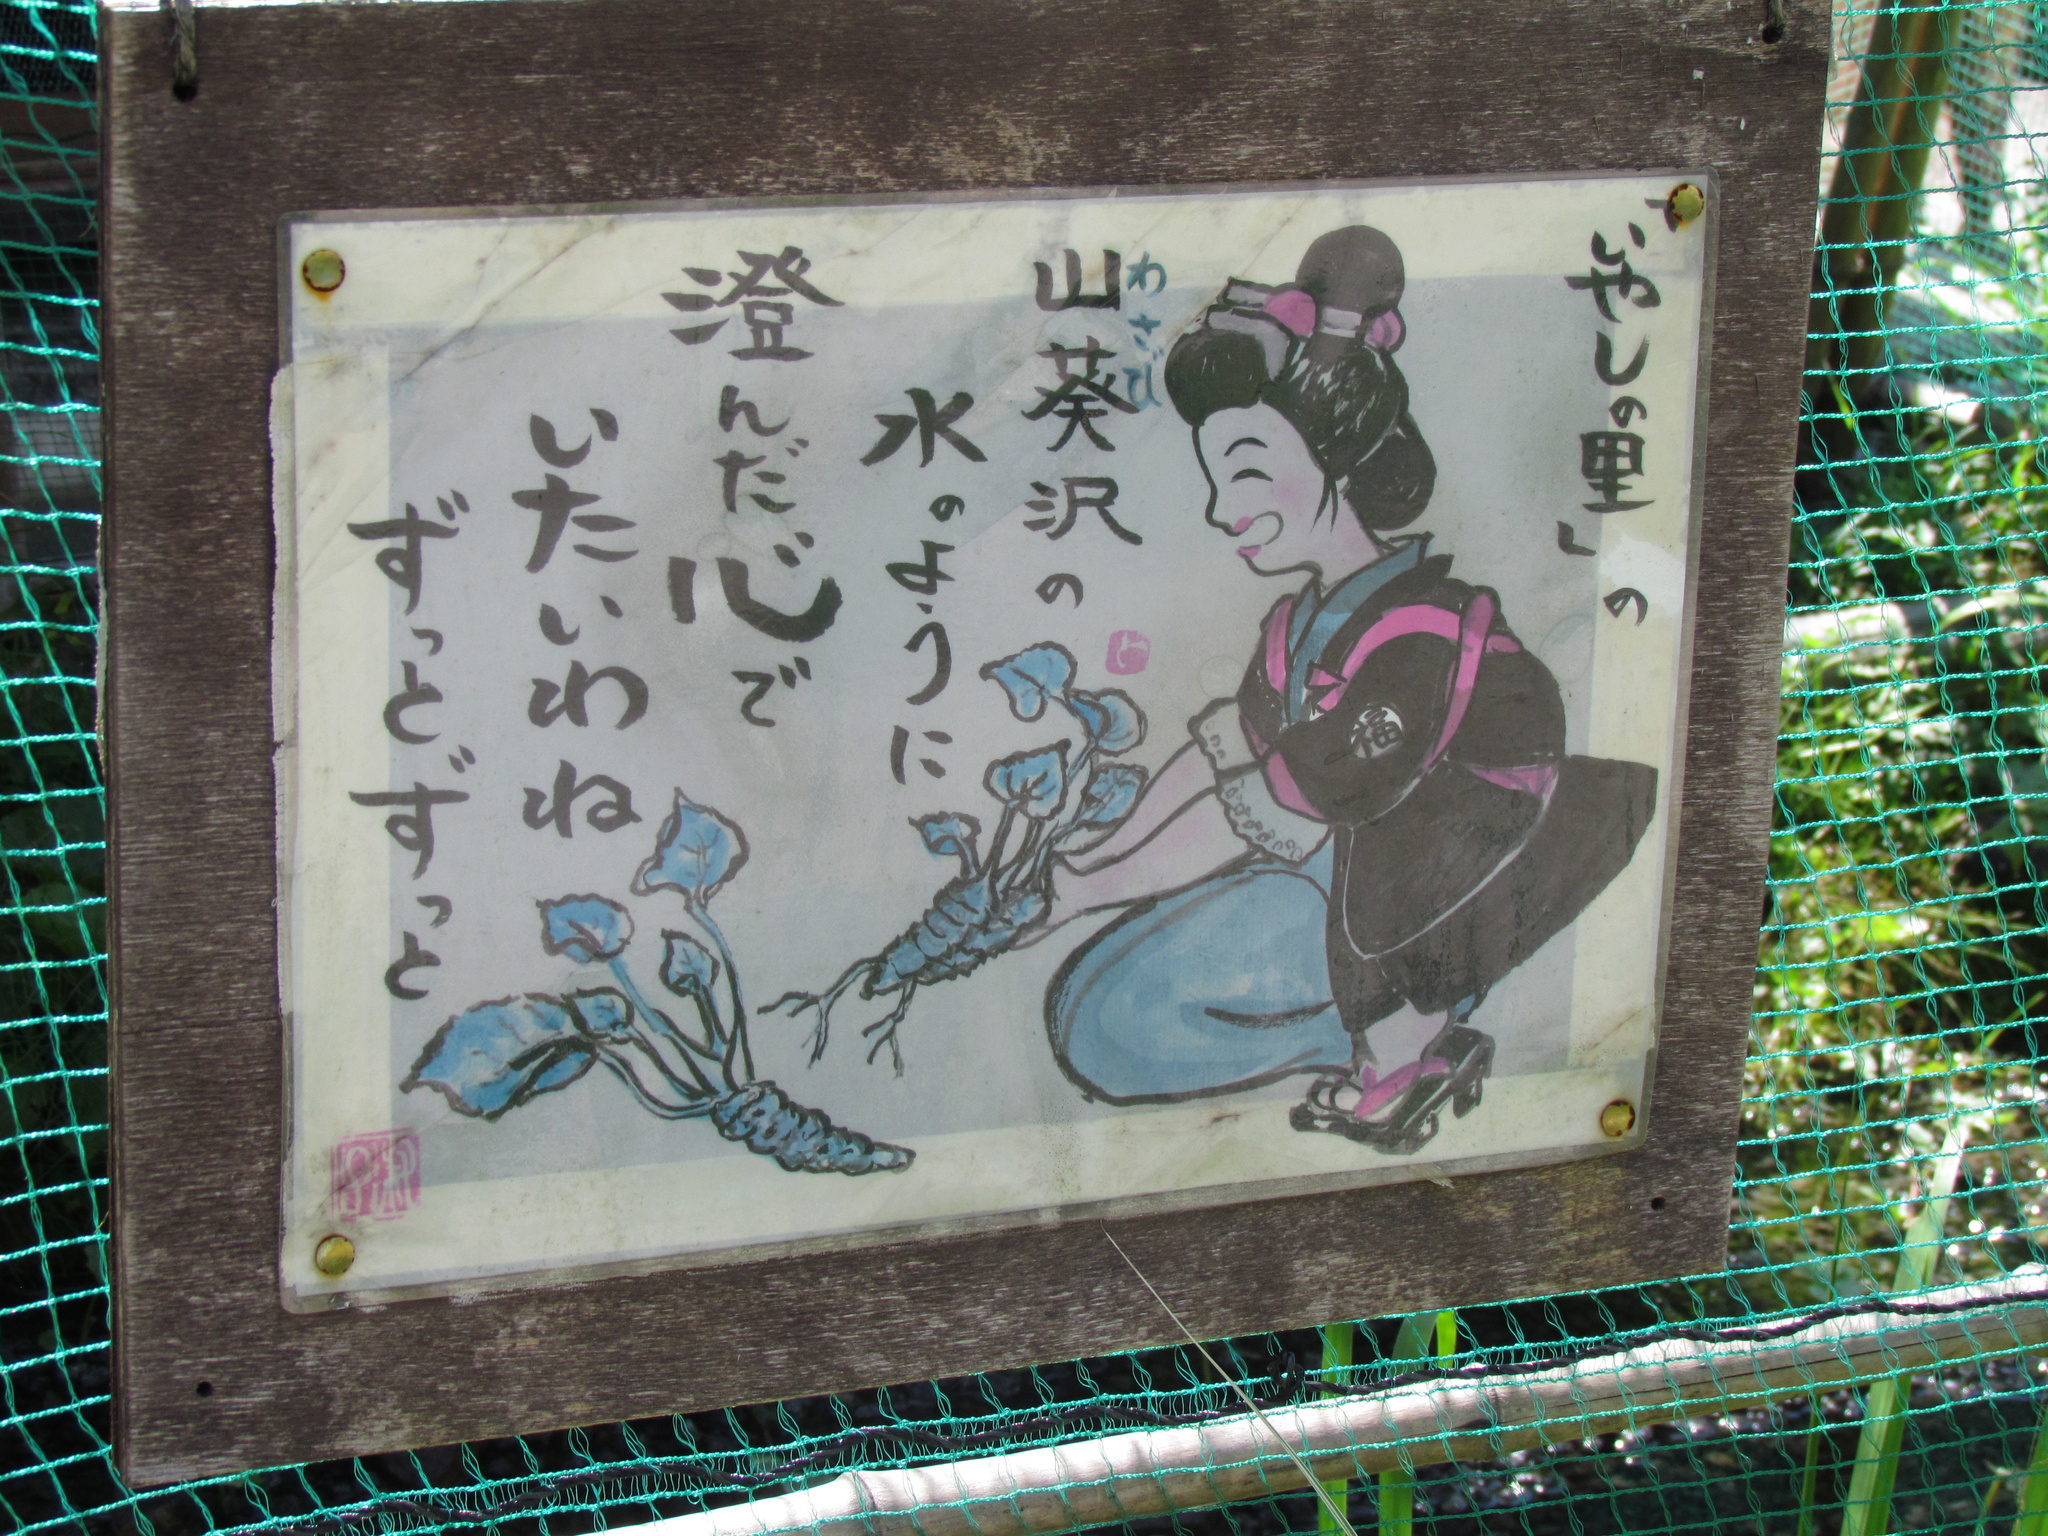 「いやしの里」の
山葵沢の
わさび
水のように
澄んだ心で
いたいわね
ずっとずっと
福